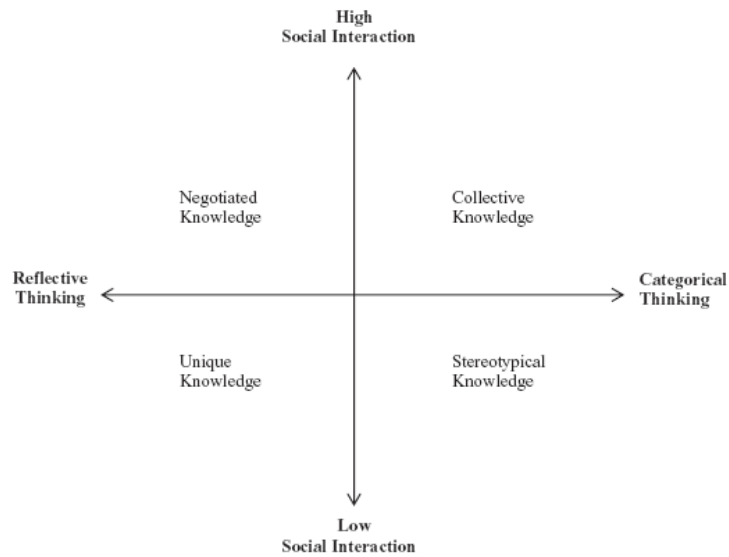 High
Social Interaction
Negotiated
Knowledge
Collective
Knowledge
Reflective
Thinking
Categorical
Thinking
Unique
Knowledge
Stereotypical
Knowledge
Low
Social Interaction